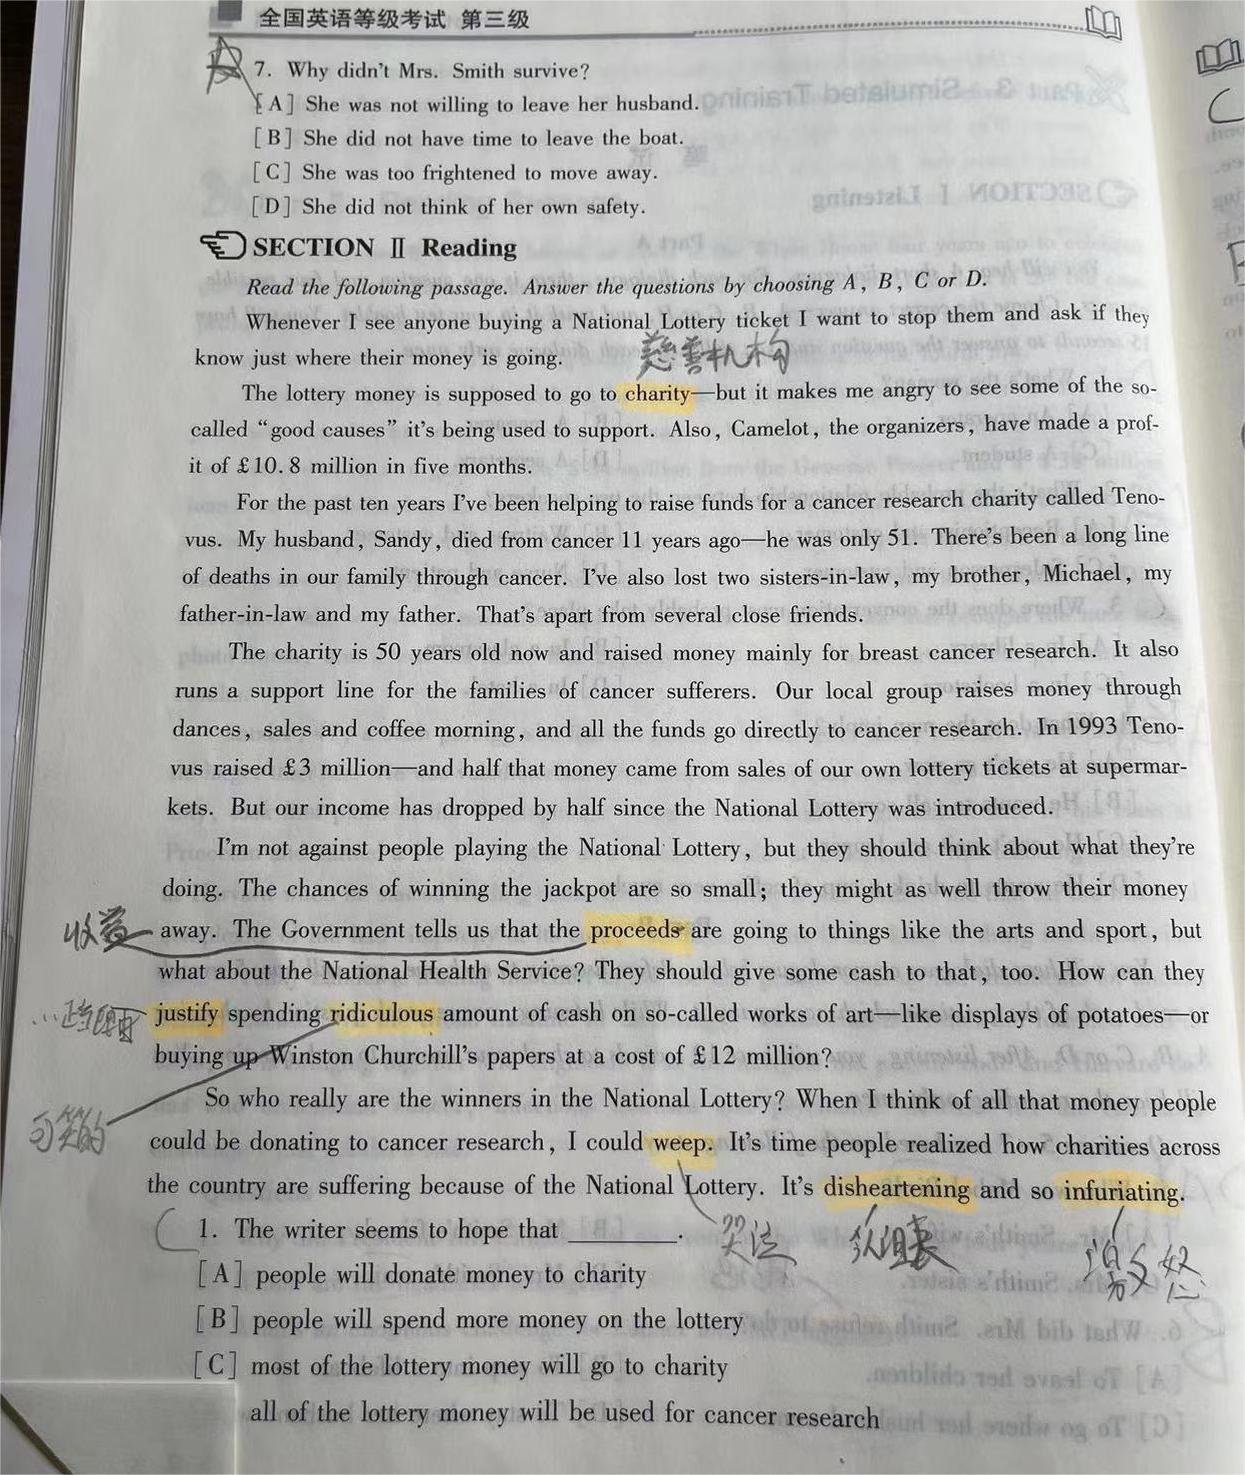 全国英语等级考试 第三级
7. Why didn't Mrs. Smith survive?
[A] She was not willing to leave her husband.
[B] She did not have time to leave the boat.
[C] She was too frightened to move away.
[D] She did not think of her own safety.
SECTION Ⅱ Reading
Read the following passage. Answer the questions by choosing A, B, C or D.
Whenever I see anyone buying a National Lottery ticket I want to stop them and ask if they
know just where their money is going.
慈善机构
The lottery money is supposed to go to charity—but it makes me angry to see some of the so-
called "good causes" it's being used to support. Also, Camelot, the organizers, have made a prof-
it of £10.8 million in five months.
For the past ten years I've been helping to raise funds for a cancer research charity called Teno-
vus. My husband, Sandy, died from cancer 11 years ago—he was only 51. There's been a long line
of deaths in our family through cancer. I've also lost two sisters-in-law, my brother, Michael, my
father-in-law and my father. That's apart from several close friends.
The charity is 50 years old now and raised money mainly for breast cancer research. It also
runs a support line for the families of cancer sufferers. Our local group raises money through
dances, sales and coffee morning, and all the funds go directly to cancer research. In 1993 Teno-
vus raised £3 million—and half that money came from sales of our own lottery tickets at supermar-
kets. But our income has dropped by half since the National Lottery was introduced.
I'm not against people playing the National Lottery, but they should think about what they're
doing. The chances of winning the jackpot are so small; they might as well throw their money
收益
away. The Government tells us that the proceeds are going to things like the arts and sport, but
what about the National Health Service? They should give some cash to that, too. How can they
justify spending ridiculous amount of cash on so-called works of art—like displays of potatoes—or
buying up Winston Churchill's papers at a cost of £12 million?
可笑的
So who really are the winners in the National Lottery? When I think of all that money people
could be donating to cancer research, I could weep. It's time people realized how charities across
the country are suffering because of the National Lottery. It's disheartening and so infuriating.
C 1. The writer seems to hope that ________.
哭泣 激怒
[A] people will donate money to charity
[B] people will spend more money on the lottery
[C] most of the lottery money will go to charity
all of the lottery money will be used for cancer research